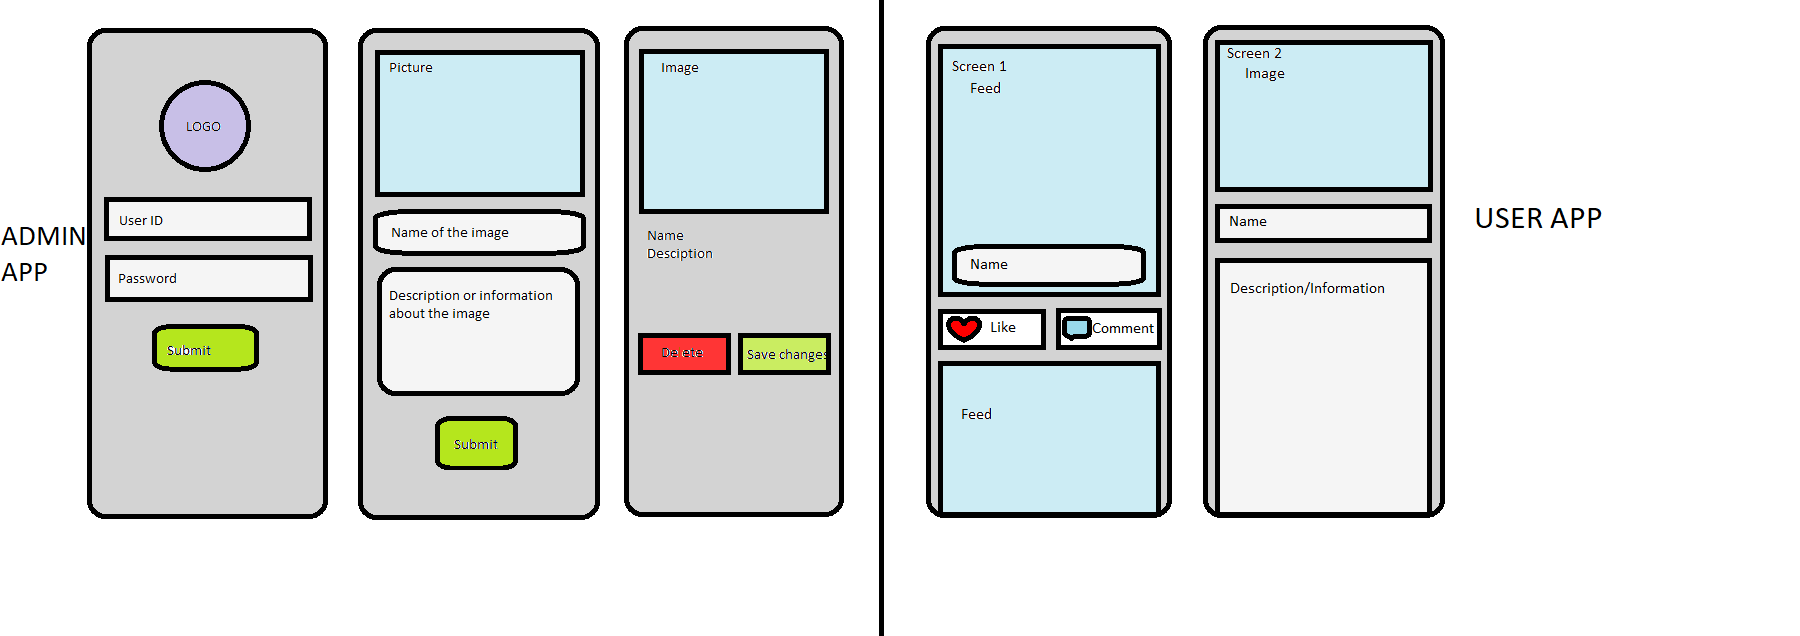 ADMIN
APP
LOGO
User ID
Password
Submit
Picture
Name of the image
Description or information
about the image
Submit
Image
Name
Desciption
Delete
Save changes
Screen 1
Feed
Name
Like
Comment
Feed
Screen 2
Image
Name
Description/Information
USER APP